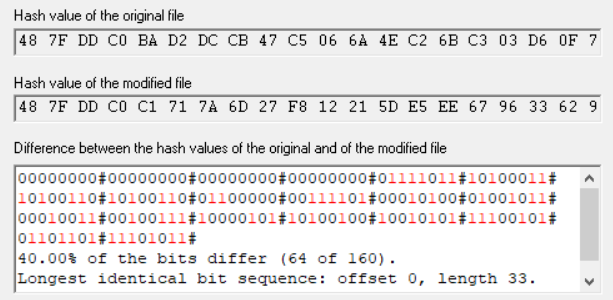 Hash value of the original file
48 7F DD C0 BA D2 DC CB 47 C5 06 6A 4E C2 6B C3 03 D6 0F 7
Hash value of the modified file
48 7F DD C0 C1 71 7A 6D 27 F8 12 21 5D E5 EE 67 96 33 62 9
Difference between the hash values of the original and of the modified file
00000000#00000000#00000000#00000000#01111011#10100011#
10100110#10100110#01100000#00111101#00010100#01001011#
00010011#00100111#10000101#10100100#10010101#11100101#
01101101#11101011#
40.00% of the bits differ (64 of 160).
Longest identical bit sequence: offset 0, length 33.